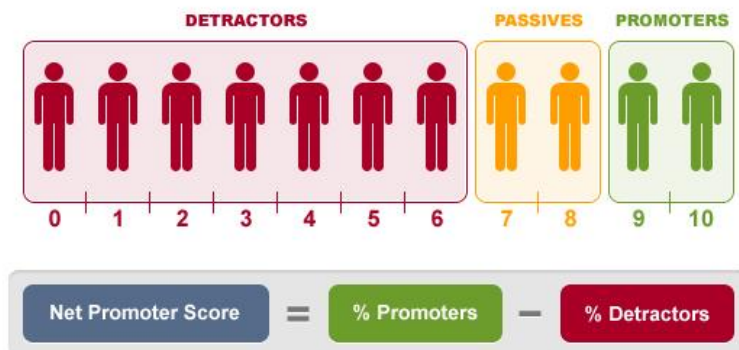 DETRACTORS PASSIVES PROMOTERS
0 1 2 3 4 5 6 7 8 9 10
Net Promoter Score = % Promoters − % Detractors